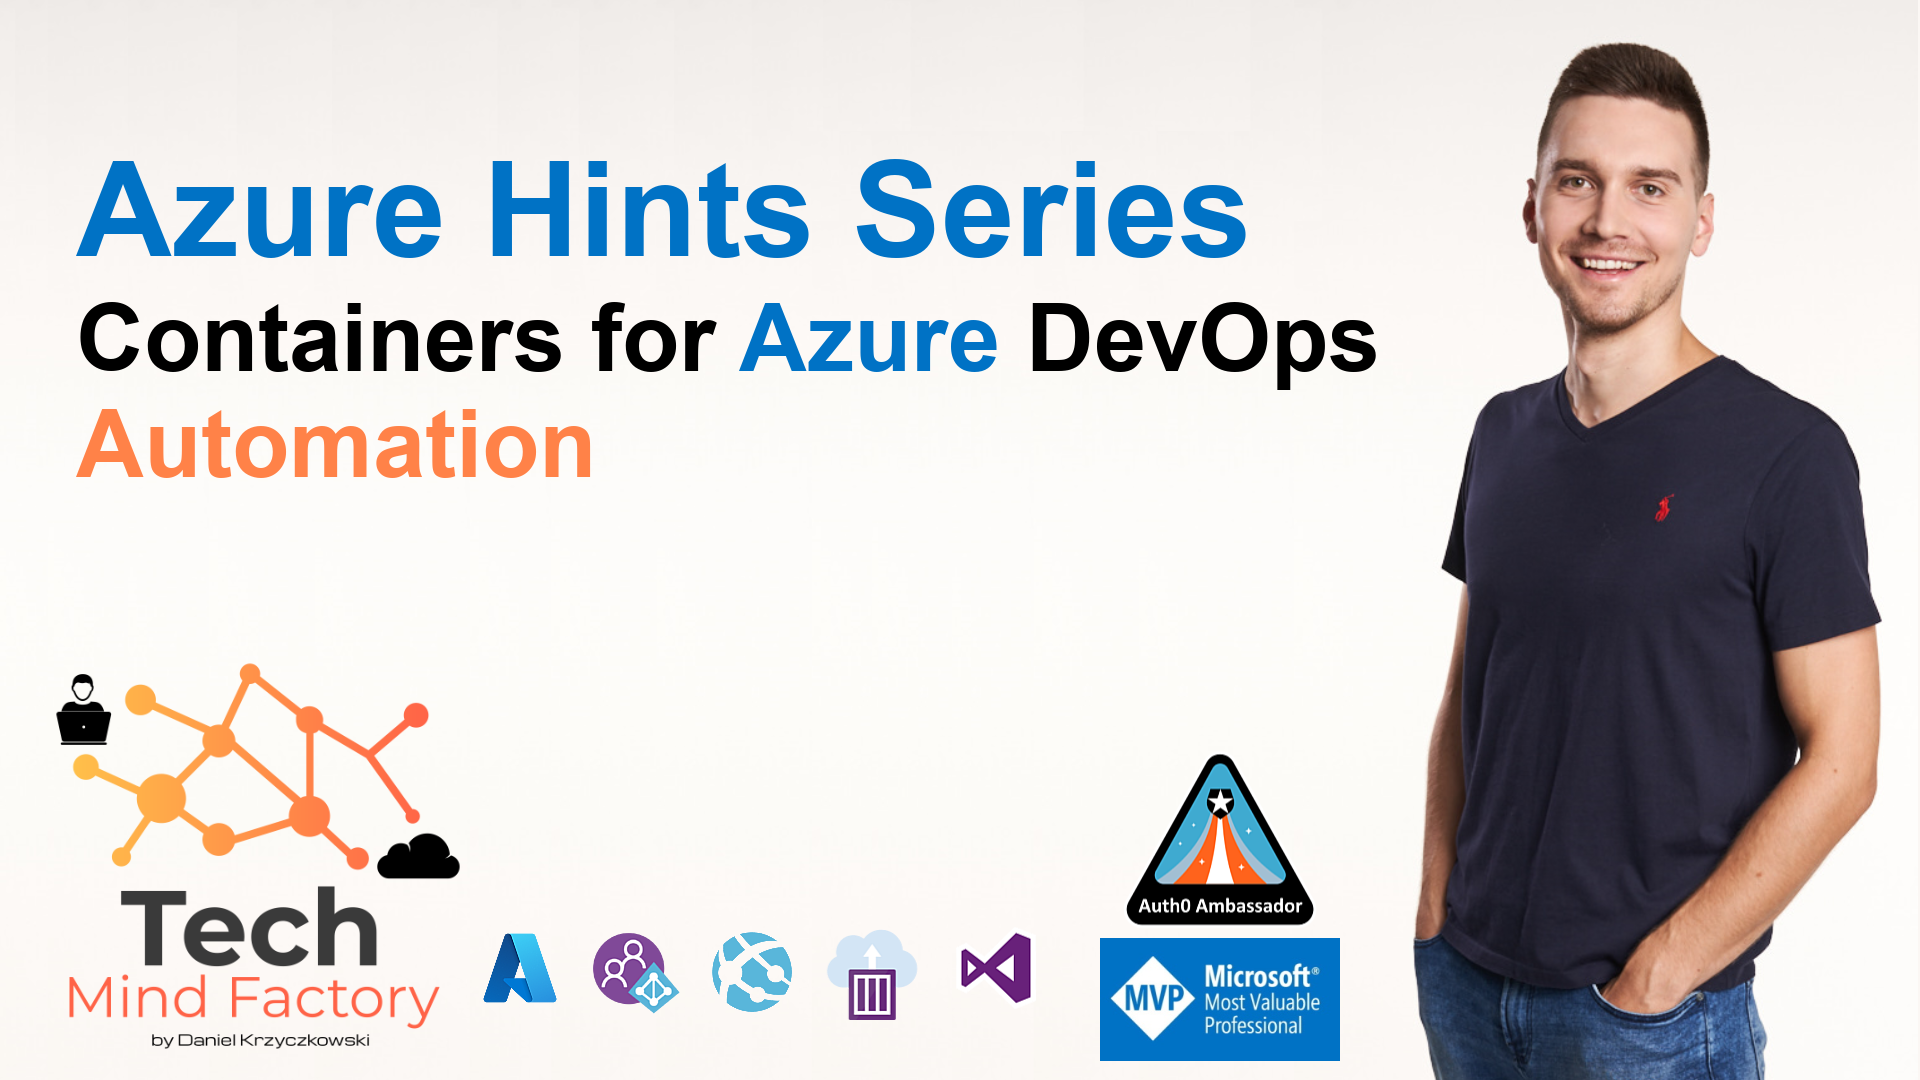 Azure Hints Series
Containers for Azure DevOps
Automation
Tech
Mind Factory
by Daniel Krzyczkowski
Auth0 Ambassador
MVP
Microsoft®
Most Valuable
Professional